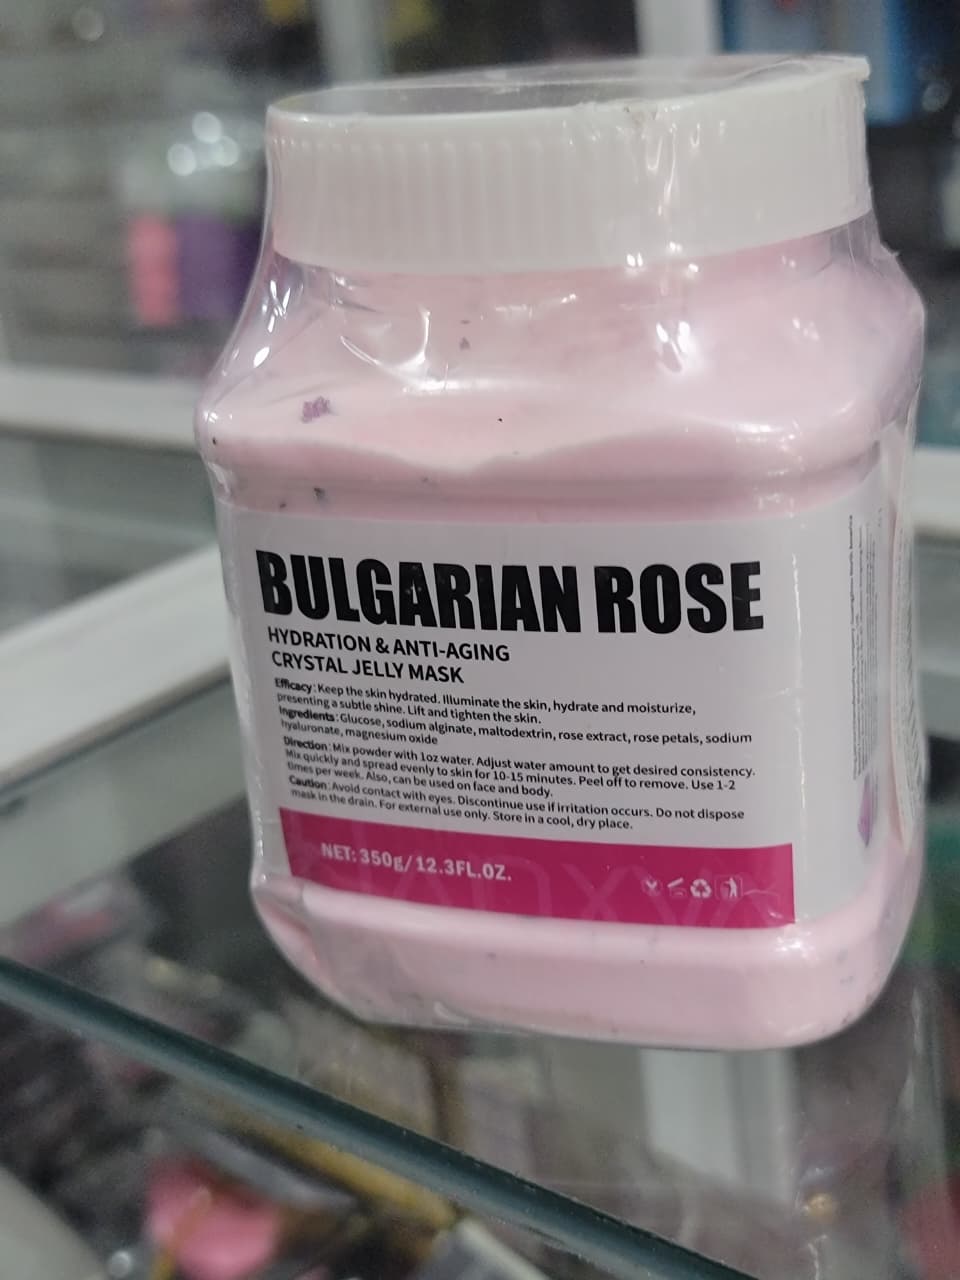 BULGARIAN ROSE
HYDRATION & ANTI-AGING
CRYSTAL JELLY MASK
Efficacy: Keep the skin hydrated. Illuminate the skin, hydrate and moisturize,
presenting a subtle shine. Lift and tighten the skin.
Ingredients: Glucose, sodium alginate, maltodextrin, rose extract, rose petals, sodium
hyaluronate, magnesium oxide
Direction: Mix powder with 1oz water. Adjust water amount to get desired consistency.
Mix quickly and spread evenly to skin for 10-15 minutes. Peel off to remove. Use 1-2
times per week. Also, can be used on face and body.
Caution: Avoid contact with eyes. Discontinue use if irritation occurs. Do not dispose
mask in the drain. For external use only. Store in a cool, dry place.
NET: 350g/12.3FL.OZ.